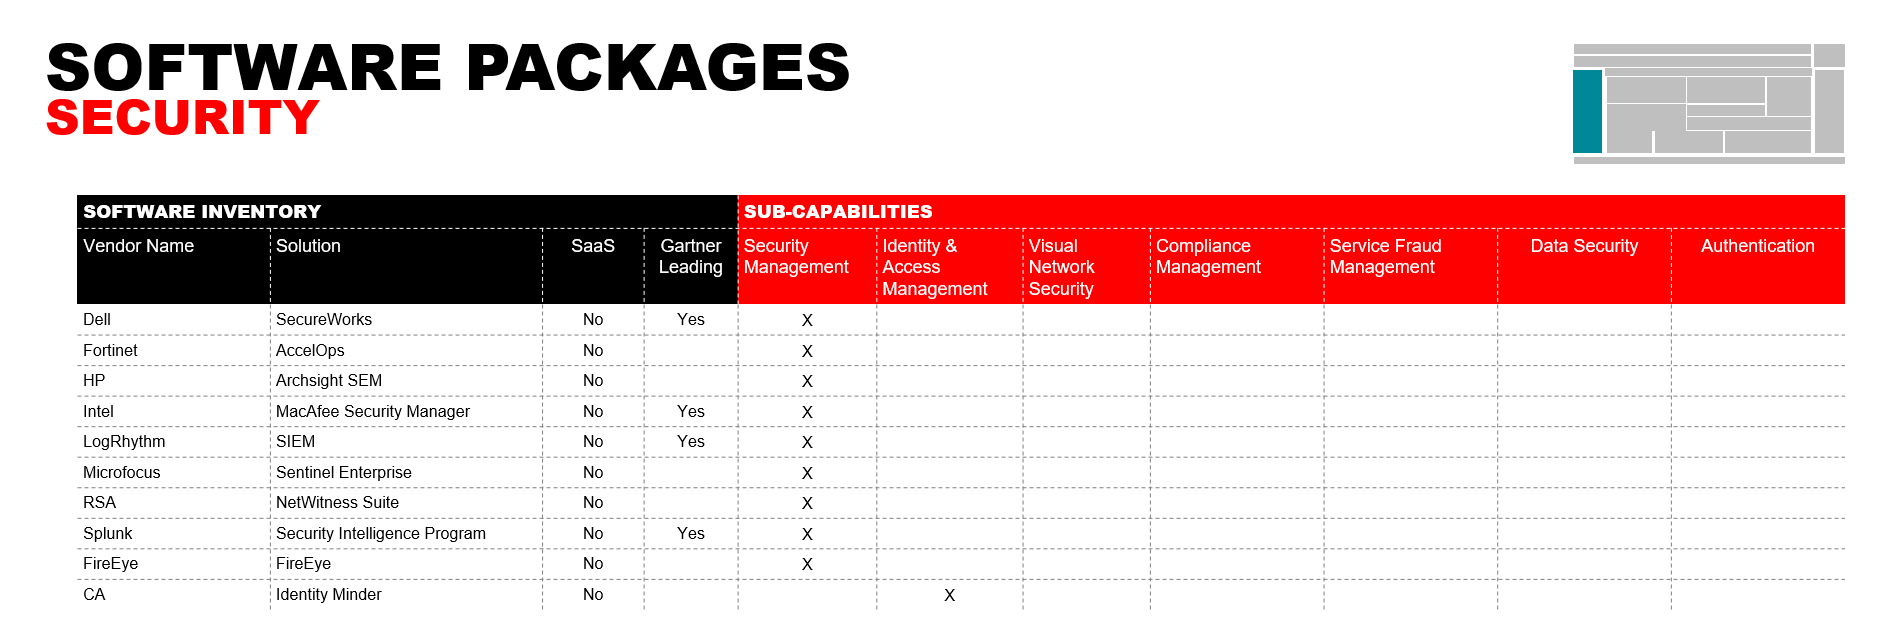 SOFTWARE PACKAGES
SECURITY
SOFTWARE INVENTORY SUB-CAPABILITIES
Vendor Name Solution SaaS Gartner Leading Security Management Identity & Access Management Visual Network Security Compliance Management Service Fraud Management Data Security Authentication
Dell SecureWorks No Yes X
Fortinet AccelOps No X
HP Archsight SEM No X
Intel MacAfee Security Manager No Yes X
LogRhythm SIEM No Yes X
Microfocus Sentinel Enterprise No X
RSA NetWitness Suite No X
Splunk Security Intelligence Program No Yes X
FireEye FireEye No X
CA Identity Minder No X